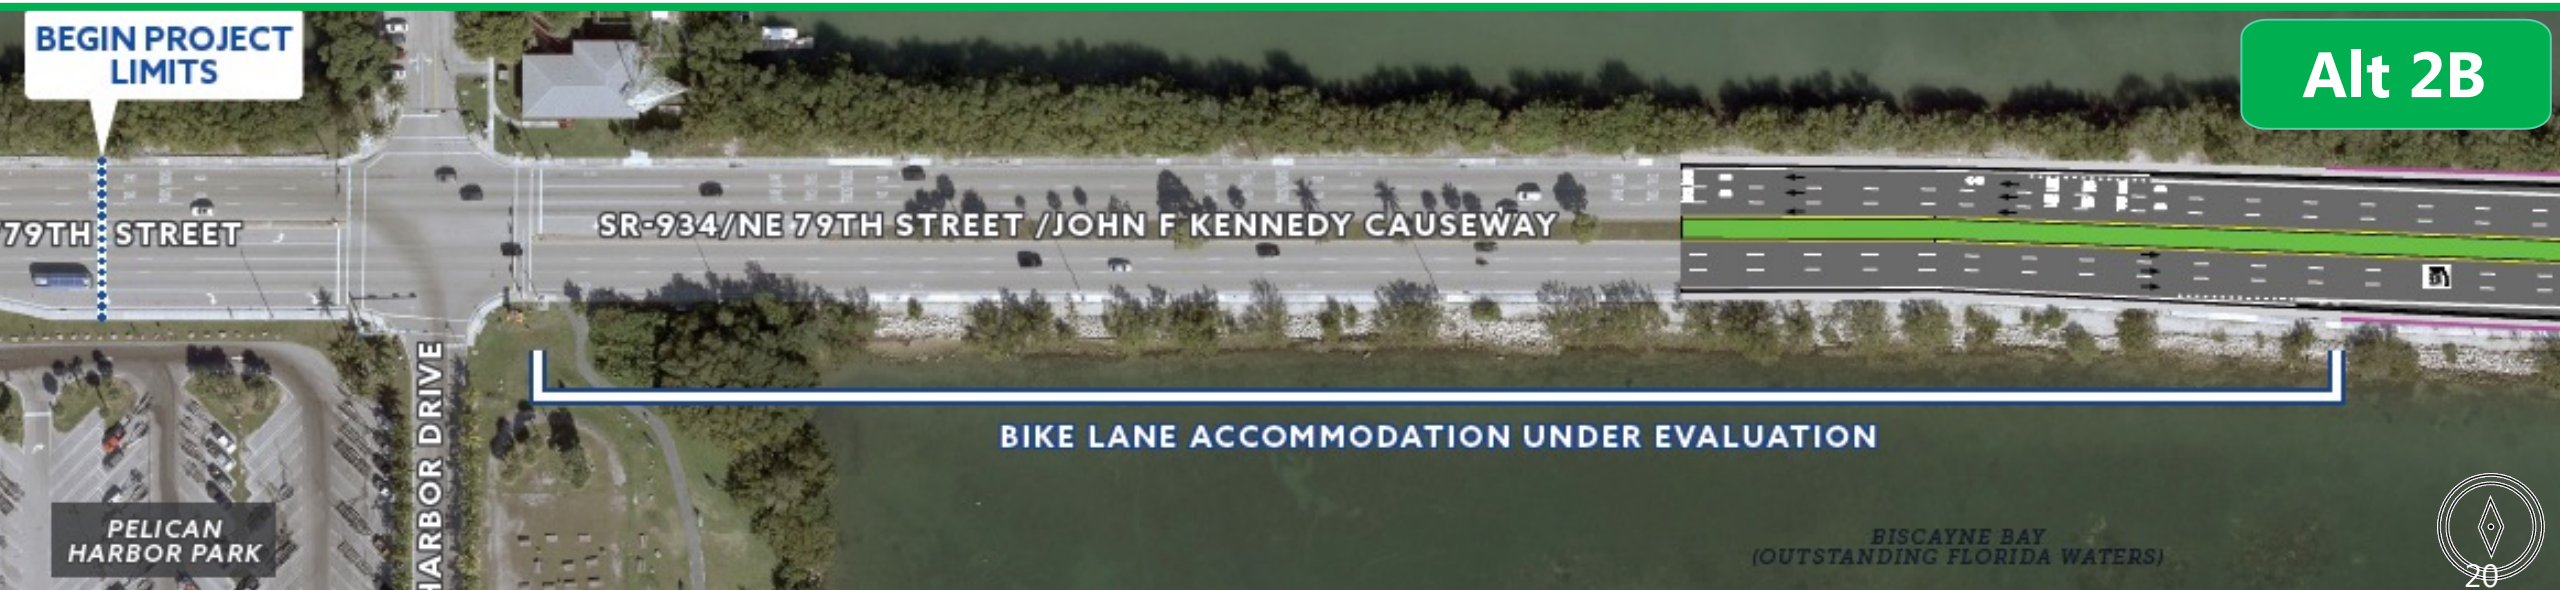 BEGIN PROJECT
LIMITS
Alt 2B
79TH STREET
SR-934/NE 79TH STREET /JOHN F KENNEDY CAUSEWAY
HARBOR DRIVE
BIKE LANE ACCOMMODATION UNDER EVALUATION
PELICAN
HARBOR PARK
BISCAYNE BAY
(OUTSTANDING FLORIDA WATERS)
20